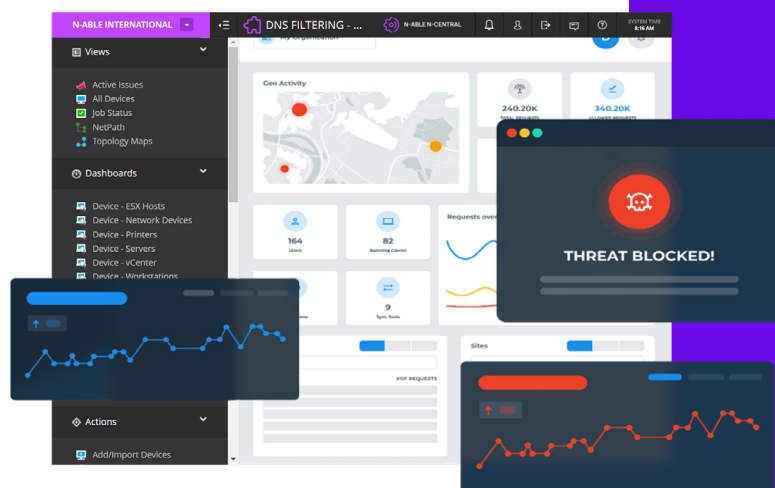 N-ABLE INTERNATIONAL
DNS FILTERING - ...
N-ABLE N-CENTRAL
SYSTEM TIME
8:16 AM
Views
Active Issues
All Devices
Job Status
NetPath
Topology Maps
Dashboards
Device - ESX Hosts
Device - Network Devices
Device - Printers
Device - Servers
Device - vCenter
Device - Workstations
Actions
Add/Import Devices
My Organization
Geo Activity
240.20K
TOTAL REQUESTS
340.20K
ALLOWED REQUESTS
THREAT BLOCKED!
164
Users
82
Roaming Clients
Requests over
9
Sync Tools
Sites
#OF REQUESTS